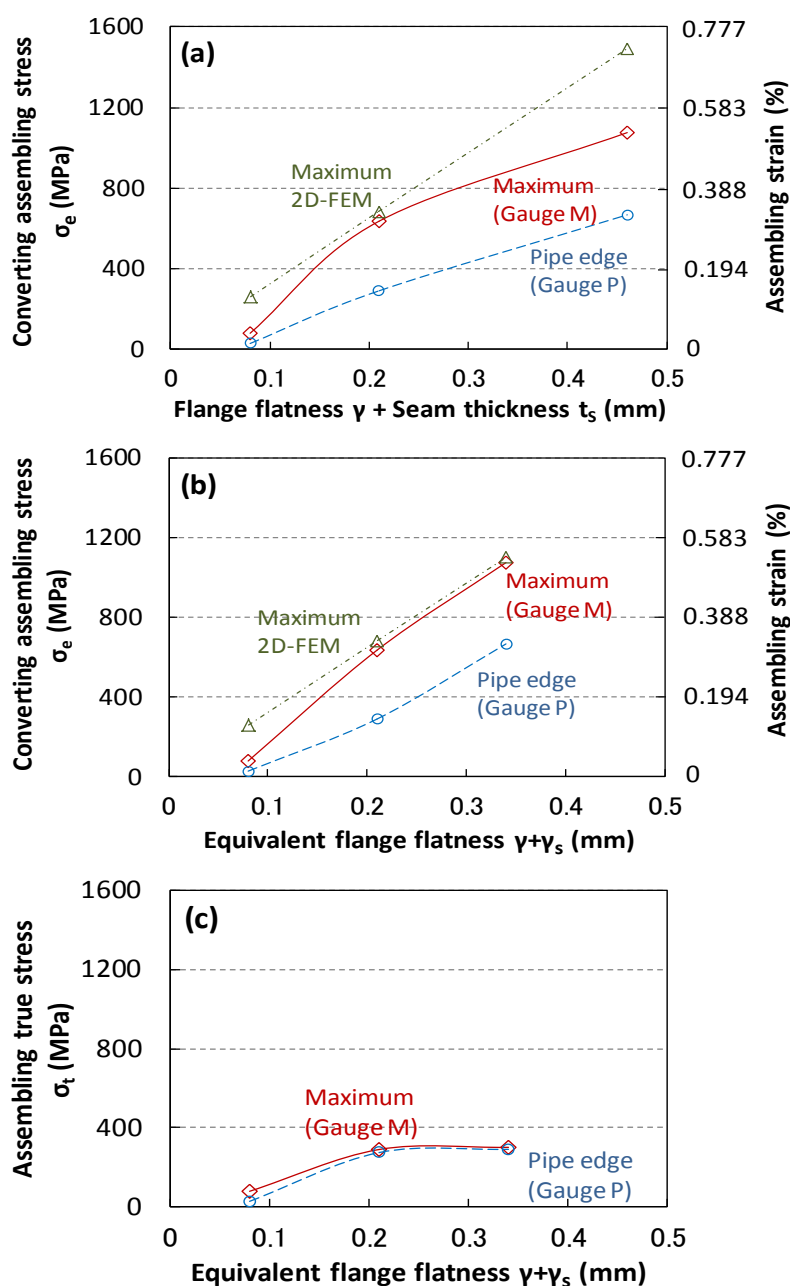 (a)
Converting assembling stress
σe (MPa)
1600
1200
800
400
0
0.777
0.583
0.388
0.194
0
Assembling strain (%)
Maximum
2D-FEM
Maximum
(Gauge M)
Pipe edge
(Gauge P)
0 0.1 0.2 0.3 0.4 0.5
Flange flatness γ + Seam thickness tS (mm)
(b)
Converting assembling stress
σe (MPa)
1600
1200
800
400
0
0.777
0.583
0.388
0.194
0
Assembling strain (%)
Maximum
2D-FEM
Maximum
(Gauge M)
Pipe edge
(Gauge P)
0 0.1 0.2 0.3 0.4 0.5
Equivalent flange flatness γ+γs (mm)
(c)
Assembling true stress
σt (MPa)
1600
1200
800
400
0
Maximum
(Gauge M)
Pipe edge
(Gauge P)
0 0.1 0.2 0.3 0.4 0.5
Equivalent flange flatness γ+γs (mm)